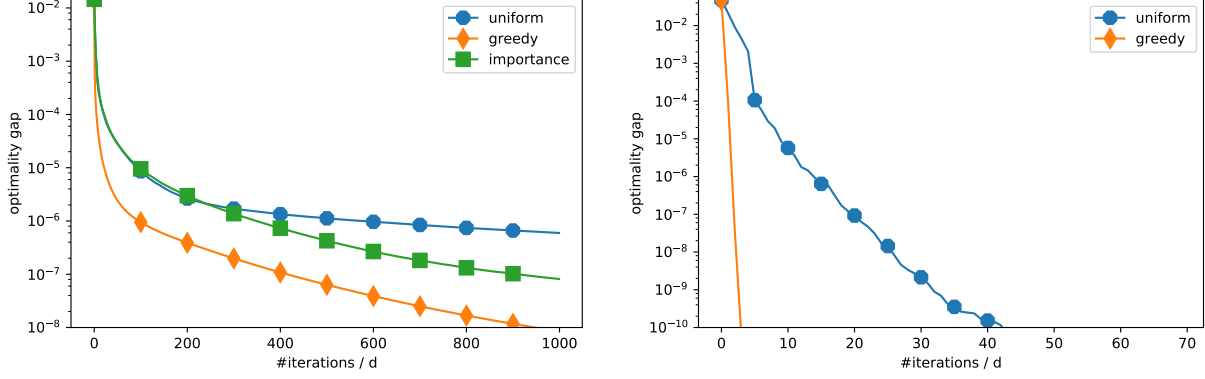 10⁻²
10⁻³
10⁻⁴
10⁻⁵
10⁻⁶
10⁻⁷
10⁻⁸
optimality gap
uniform
greedy
importance
0 200 400 600 800 1000
#iterations / d
10⁻²
10⁻³
10⁻⁴
10⁻⁵
10⁻⁶
10⁻⁷
10⁻⁸
10⁻⁹
10⁻¹⁰
optimality gap
uniform
greedy
0 10 20 30 40 50 60 70
#iterations / d